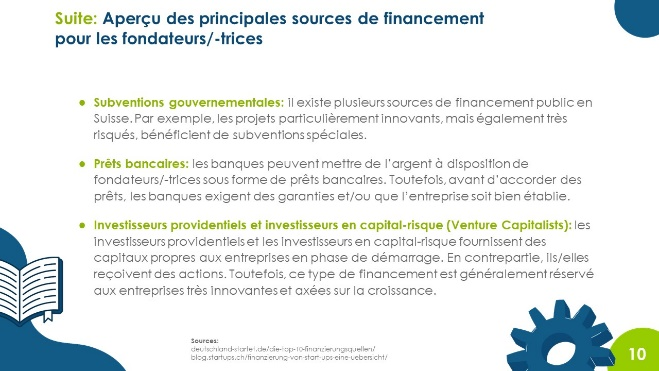 Suite: Aperçu des principales sources de financement
pour les fondateurs/-trices
● Subventions gouvernementales: il existe plusieurs sources de financement public en
Suisse. Par exemple, les projets particulièrement innovants, mais également très
risqués, bénéficient de subventions spéciales.
● Prêts bancaires: les banques peuvent mettre de l'argent à disposition de
fondateurs/-trices sous forme de prêts bancaires. Toutefois, avant d'accorder des
prêts, les banques exigent des garanties et/ou que l'entreprise soit bien établie.
● Investisseurs providentiels et investisseurs en capital-risque (Venture Capitalists): les
investisseurs providentiels et les investisseurs en capital-risque fournissent des
capitaux propres aux entreprises en phase de démarrage. En contrepartie, ils/elles
reçoivent des actions. Toutefois, ce type de financement est généralement réservé
aux entreprises très innovantes et axées sur la croissance.
Sources:
deutschland-startet.de/die-top-10-finanzierungsquellen/
blog.startups.ch/finanzierung-von-start-ups-eine-uebersicht/
10